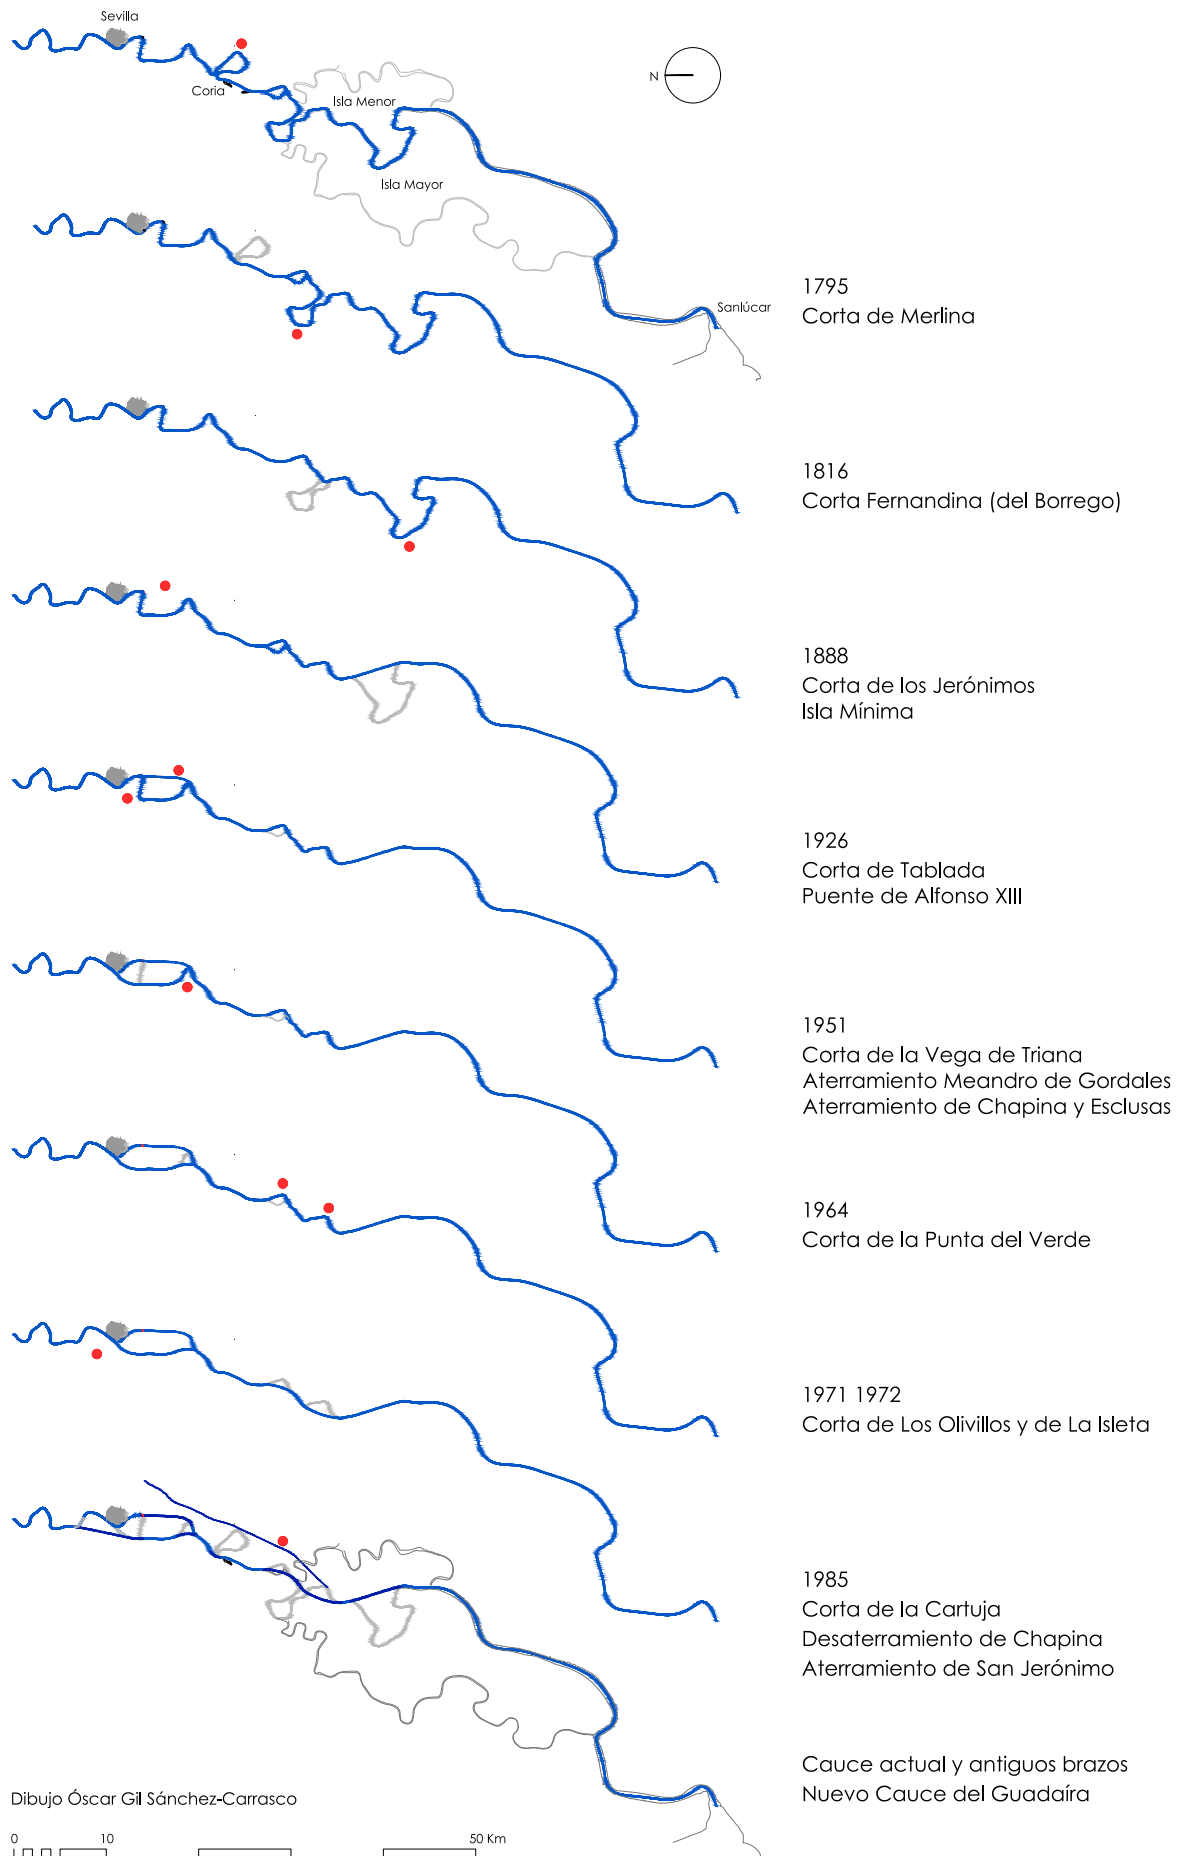 Sevilla
Coria
Isla Menor
N
Isla Mayor
Sanlúcar
1795
Corta de Merlina
1816
Corta Fernandina (del Borrego)
1888
Corta de los Jerónimos
Isla Mínima
1926
Corta de Tablada
Puente de Alfonso XIII
1951
Corta de la Vega de Triana
Aterramiento Meandro de Gordales
Aterramiento de Chapina y Esclusas
1964
Corta de la Punta del Verde
1971 1972
Corta de Los Olivillos y de La Isleta
1985
Corta de la Cartuja
Desaterramiento de Chapina
Aterramiento de San Jerónimo
Cauce actual y antiguos brazos
Nuevo Cauce del Guadaíra
Dibujo Óscar Gil Sánchez-Carrasco
0 10 50 Km